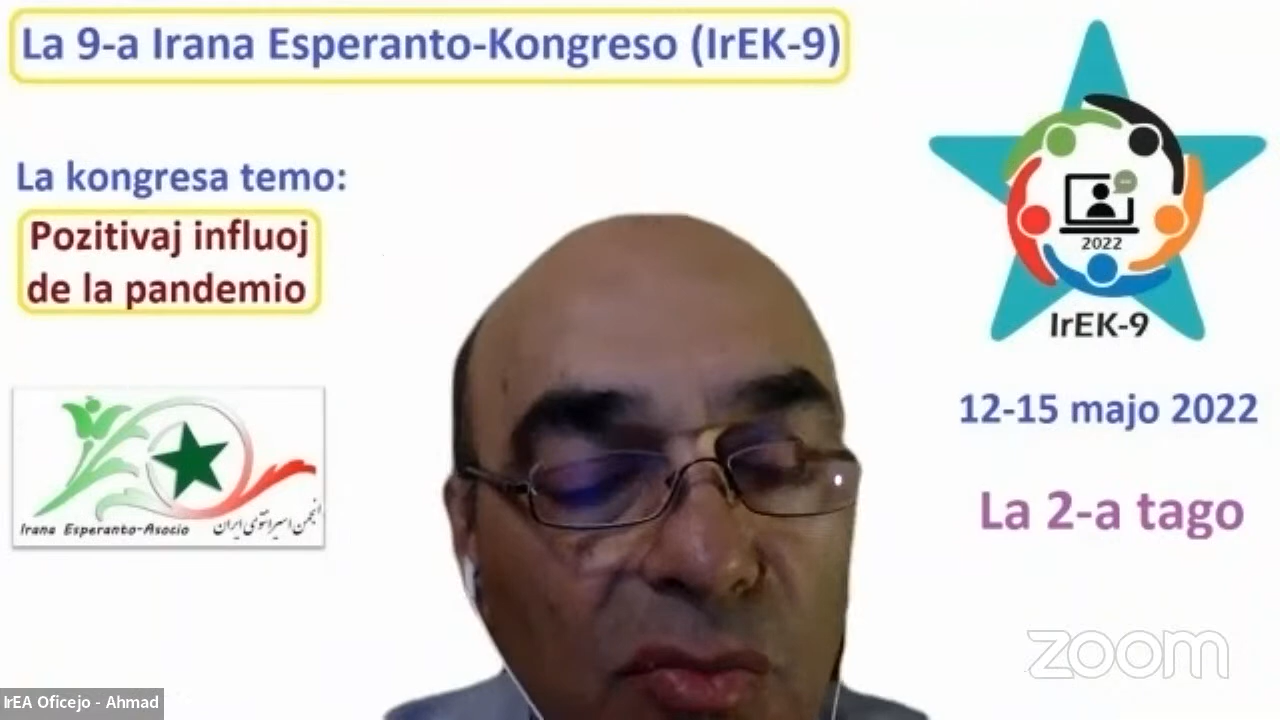 La 9-a Irana Esperanto-Kongreso (IrEK-9)
La kongresa temo:
Pozitivaj influoj
de la pandemio
2022
IrEK-9
12-15 majo 2022
La 2-a tago
Irana Esperanto-Asocio انجمن اسپرانتوی ایران
zoom
IrEA Oficejo - Ahmad